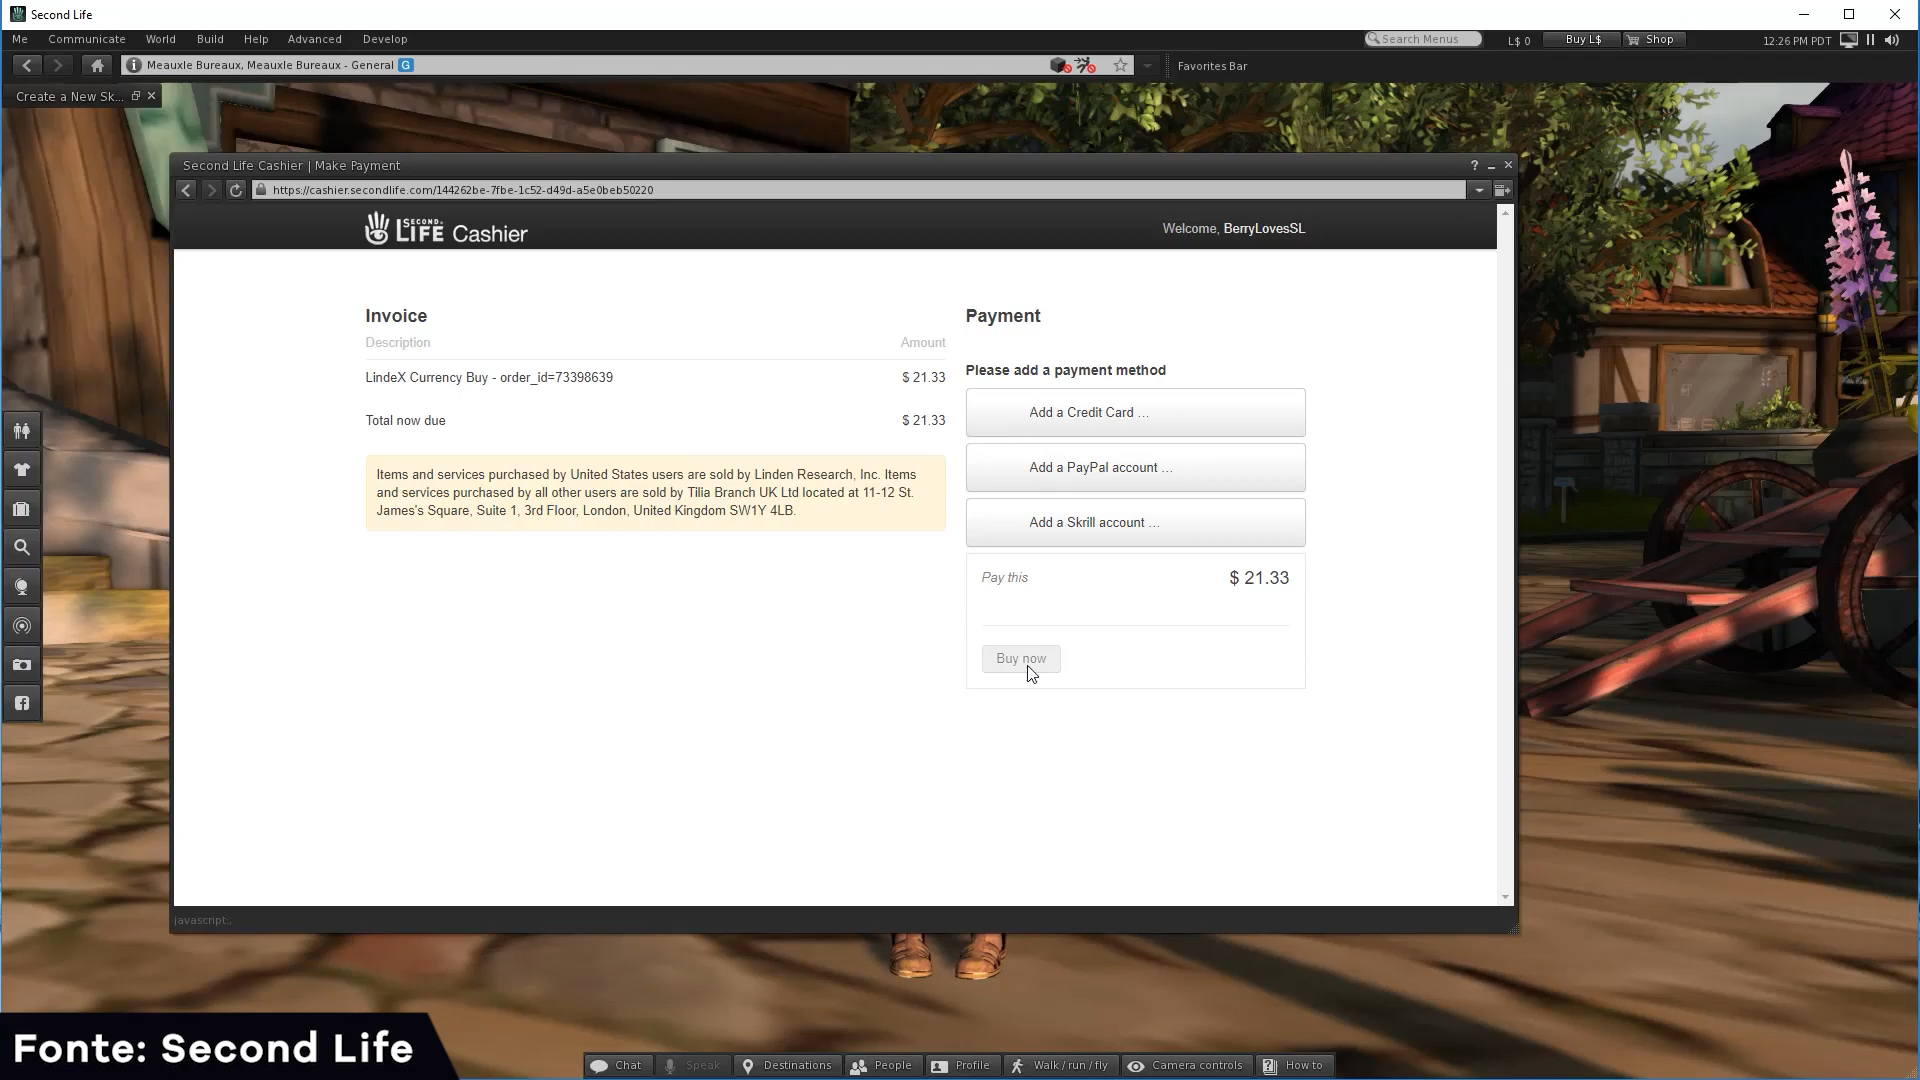 Second Life
Me Communicate World Build Help Advanced Develop
Search Menus L$ 0 Buy L$ Shop 12:26 PM PDT
Meauxle Bureaux, Meauxle Bureaux - General G
Favorites Bar
Create a New Sk...
Second Life Cashier | Make Payment
https://cashier.secondlife.com/144262be-7fbe-1c52-d49d-a5e0beb50220
SECOND LIFE Cashier
Welcome, BerryLovesSL
Invoice
Description Amount
LindeX Currency Buy - order_id=73398639 $ 21.33
Total now due $ 21.33
Items and services purchased by United States users are sold by Linden Research, Inc. Items
and services purchased by all other users are sold by Tilia Branch UK Ltd located at 11-12 St.
James's Square, Suite 1, 3rd Floor, London, United Kingdom SW1Y 4LB.
Payment
Please add a payment method
Add a Credit Card ...
Add a PayPal account ...
Add a Skrill account ...
Pay this $ 21.33
Buy now
javascript:;
Fonte: Second Life
Chat Speak Destinations People Profile Walk / run / fly Camera controls How to